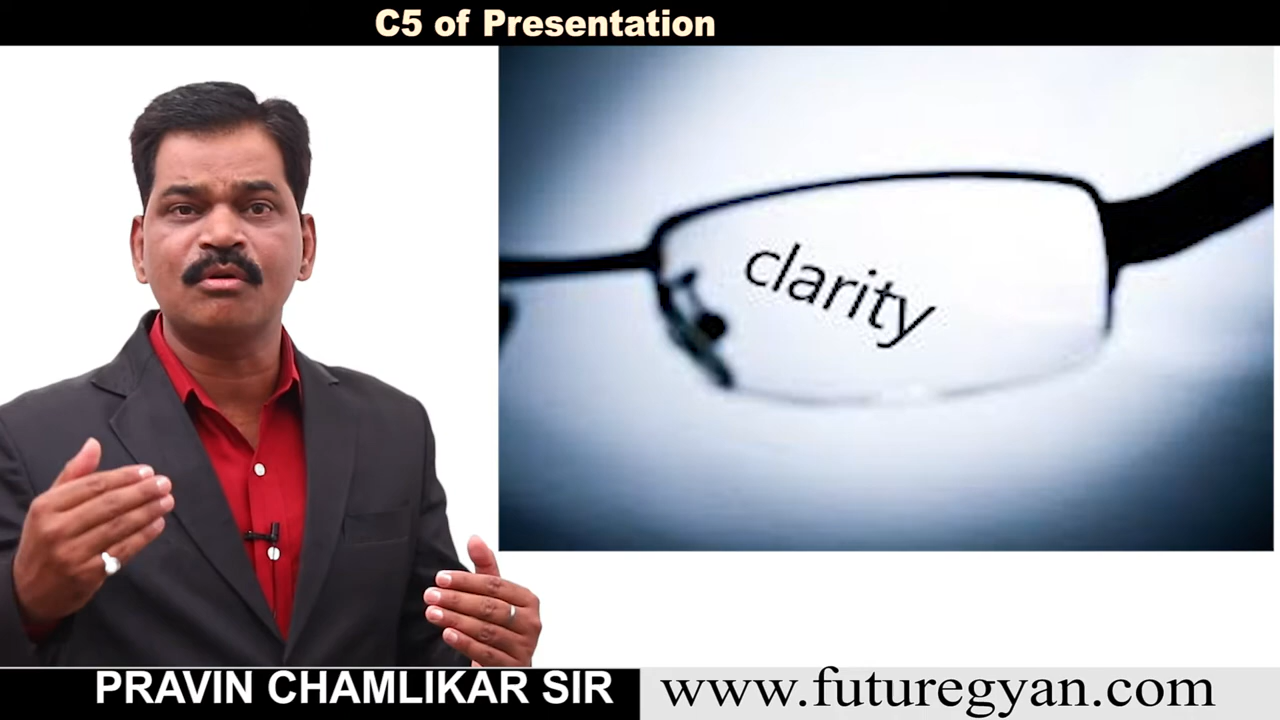 C5 of Presentation
clarity
PRAVIN CHAMLIKAR SIR
www.futuregyan.com